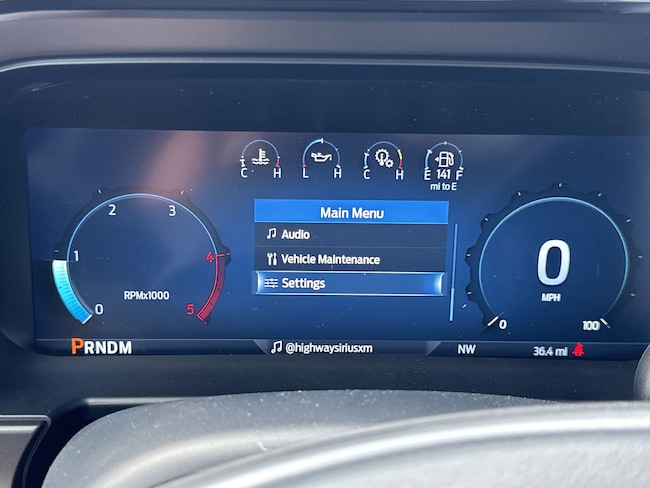 C H
L H
C H
E 141 F
mi to E
Main Menu
Audio
Vehicle Maintenance
Settings
0 1 2 3 4 5
RPMx1000
0
MPH
0 100
PRNDM
@highwaysiriusxm
NW
36.4 mi